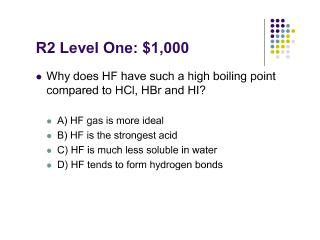 R2 Level One: $1,000
Why does HF have such a high boiling point
compared to HCl, HBr and HI?
A) HF gas is more ideal
B) HF is the strongest acid
C) HF is much less soluble in water
D) HF tends to form hydrogen bonds